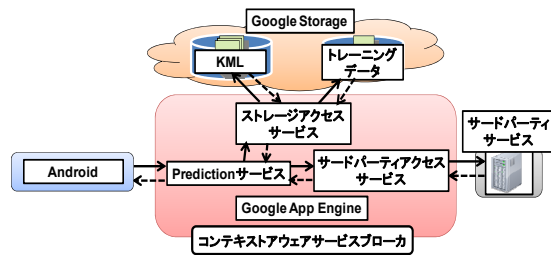 Google Storage
KML
トレーニング
データ
ストレージアクセス
サービス
サードパーティ
サービス
Android
Predictionサービス
サードパーティアクセス
サービス
Google App Engine
コンテキストアウェアサービスブローカ